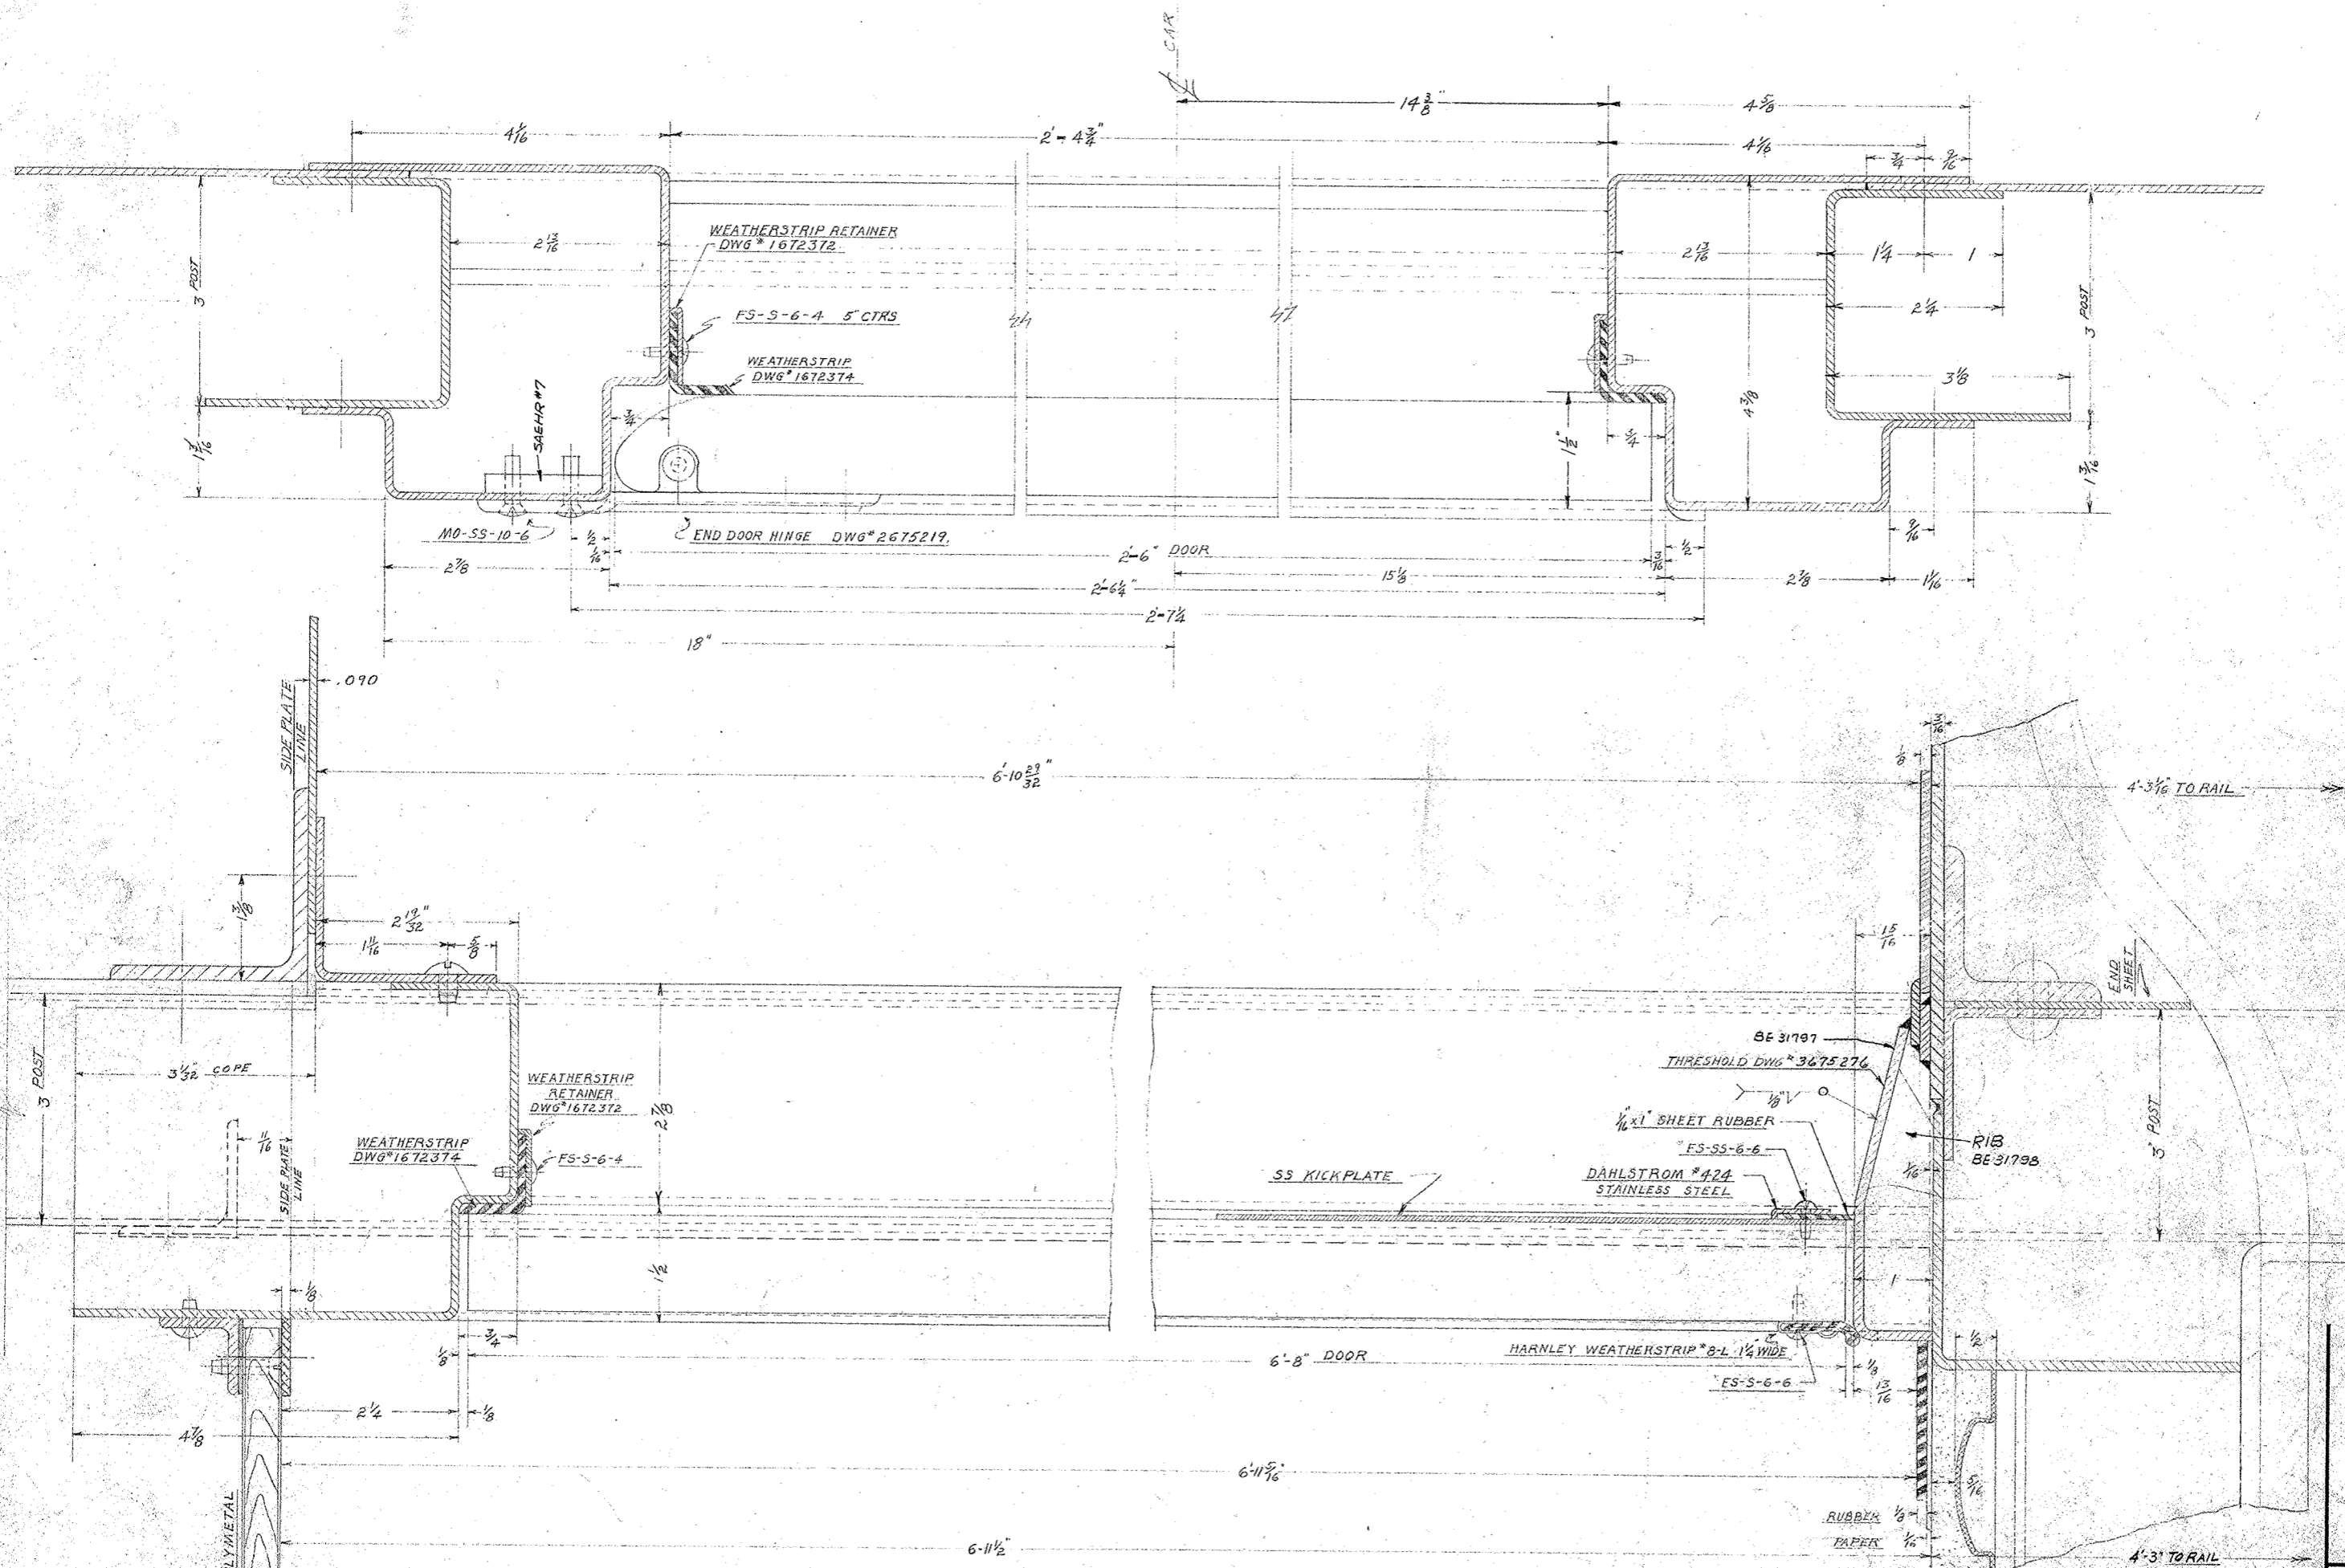 ℄ CAR
14 3/8"
4 5/8
4 1/16
2'-4 3/4"
4 1/16
3/4
9/16
WEATHERSTRIP RETAINER
DWG # 1672372
2 13/16
2 13/16
1 1/4
1
3 POST
FS-S-6-4 5" CTRS
2 1/4
3 POST
WEATHERSTRIP
DWG # 1672374
3 1/8
4 3/8
3/4
SAEHR #7
1 1/2"
3/4
1 3/16
1 3/16
MO-SS-10-6
1/2
1/16
END DOOR HINGE DWG # 2675219.
2'-6" DOOR
3/16
1/2
9/16
2 7/8
15 1/8
2 7/8
1 1/16
2'-6 1/4"
2'-7 1/4
18"
.090
SIDE PLATE
LINE
3/16
1/8
6'-10 29/32"
4'-3 1/16" TO RAIL
1 3/8
2 19/32"
1 11/16
5/8
15/16
END
SHEET
BE 31797
THRESHOLD DWG # 3675276
3 POST
3 1/32" COPE
WEATHERSTRIP
RETAINER
DWG # 1672372
2 7/8
1/8" V
1/16" x 1" SHEET RUBBER
3" POST
11/16
SIDE PLATE
LINE
WEATHERSTRIP
DWG # 1672374
FS-S-6-4
FS-SS-6-6
RIB
BE 31798
1/16
SS KICKPLATE
DAHLSTROM # 424
STAINLESS STEEL
1/8
1 1/2
1
3/4
1/8
6'-8" DOOR
HARNLEY WEATHERSTRIP # 8-L 1 1/4" WIDE
1/2
FS-S-6-6
1/8
13/16
2 1/4
1/8
4 7/8
6'-11 5/16"
5/16
RUBBER 1/8
PAPER 1/16
LYMETAL
6'-11 1/2"
4'-3" TO RAIL